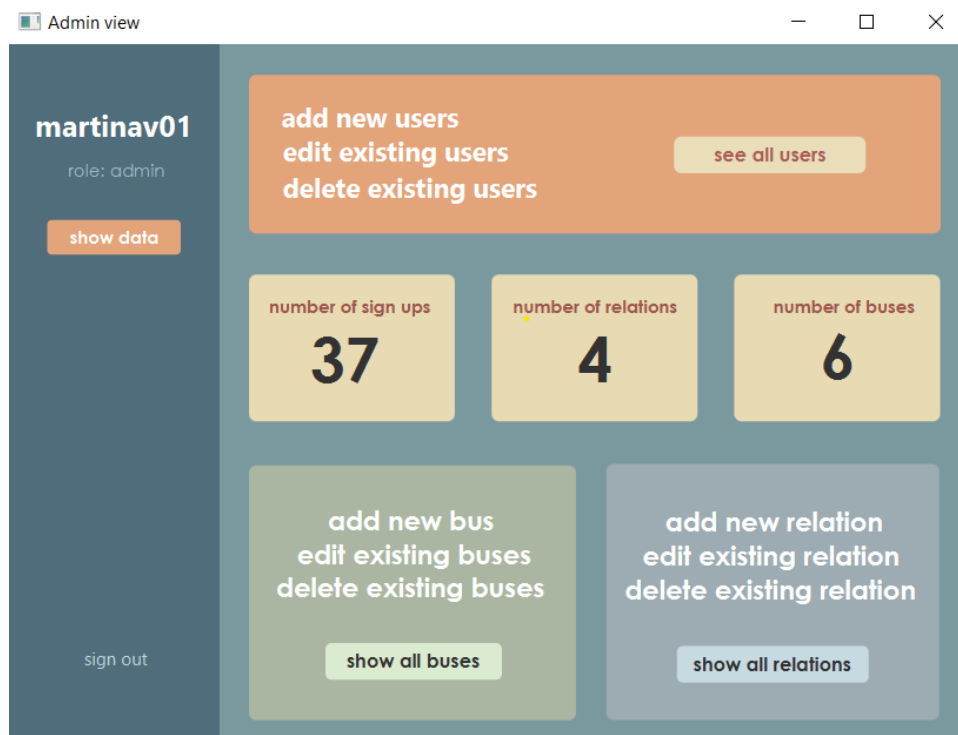 Admin view
martinav01
role: admin
show data
sign out
add new users
edit existing users
delete existing users
see all users
number of sign ups
37
number of relations
4
number of buses
6
add new bus
edit existing buses
delete existing buses
show all buses
add new relation
edit existing relation
delete existing relation
show all relations